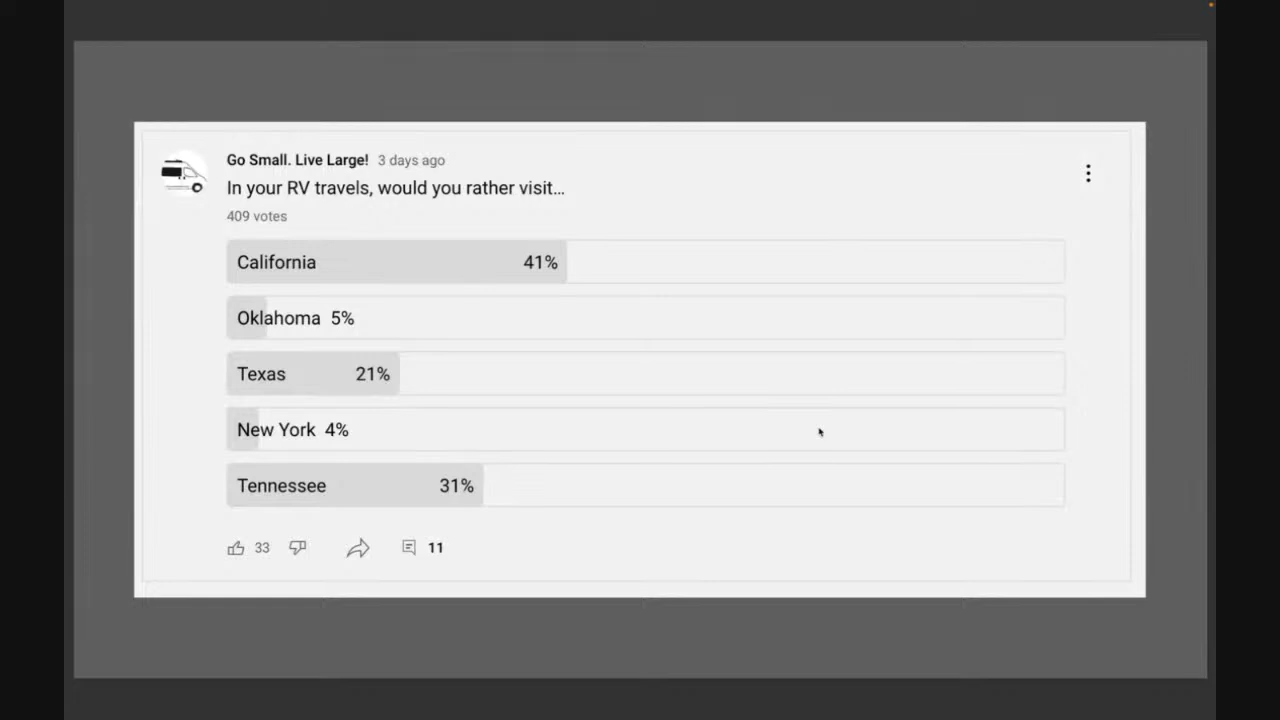 Go Small. Live Large! 3 days ago
In your RV travels, would you rather visit...
409 votes
California 41%
Oklahoma 5%
Texas 21%
New York 4%
Tennessee 31%
33 11